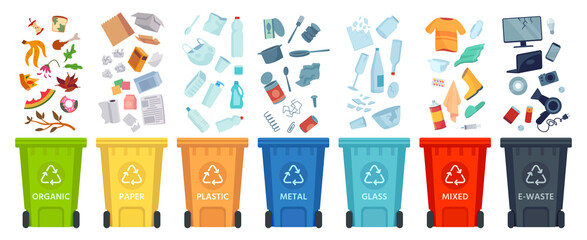 ORGANIC
PAPER
PLASTIC
METAL
GLASS
MIXED
E-WASTE